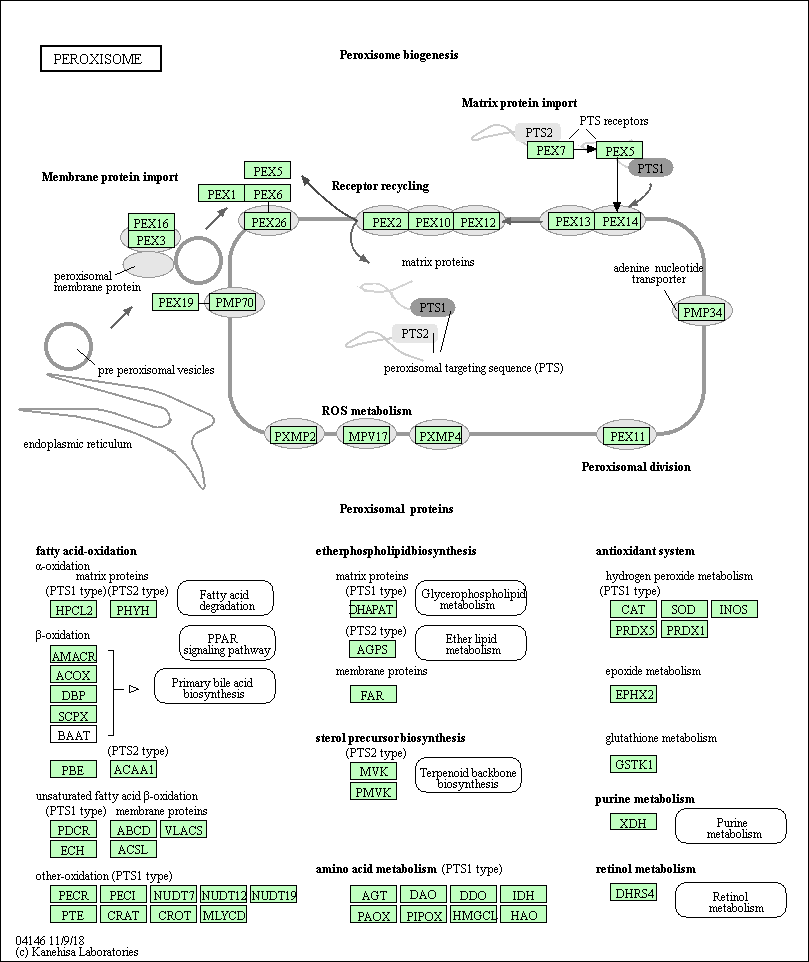 PEROXISOME
Peroxisome biogenesis
Matrix protein import
PTS2
PTS receptors
PEX7
PEX5
PTS1
Membrane protein import
PEX5
Receptor recycling
PEX1
PEX6
PEX16
PEX3
PEX26
PEX2
PEX10
PEX12
PEX13
PEX14
matrix proteins
adenine nucleotide
transporter
peroxisomal
membrane protein
PEX19
PMP70
PTS1
PMP34
PTS2
pre peroxisomal vesicles
peroxisomal targeting sequence (PTS)
ROS metabolism
endoplasmic reticulum
PXMP2
MPV17
PXMP4
PEX11
Peroxisomal division
Peroxisomal proteins
fatty acid-oxidation
α-oxidation
matrix proteins
(PTS1 type)
(PTS2 type)
HPCL2
PHYH
Fatty acid
degradation
β-oxidation
PPAR
signaling pathway
AMACR
ACOX
DBP
SCPX
BAAT
Primary bile acid
biosynthesis
(PTS2 type)
PBE
ACAA1
unsaturated fatty acid β-oxidation
(PTS1 type)
membrane proteins
PDCR
ABCD
VLACS
ECH
ACSL
other-oxidation (PTS1 type)
PECR
PECI
NUDT7
NUDT12
NUDT19
PTE
CRAT
CROT
MLYCD
etherphospholipidbiosynthesis
matrix proteins
(PTS1 type)
DHAPAT
Glycerophospholipid
metabolism
(PTS2 type)
AGPS
Ether lipid
metabolism
membrane proteins
FAR
sterol precursor biosynthesis
(PTS2 type)
MVK
PMVK
Terpenoid backbone
biosynthesis
amino acid metabolism (PTS1 type)
AGT
DAO
DDO
IDH
PAOX
PIPOX
HMGCL
HAO
antioxidant system
hydrogen peroxide metabolism
(PTS1 type)
CAT
SOD
INOS
PRDX5
PRDX1
epoxide metabolism
EPHX2
glutathione metabolism
GSTK1
purine metabolism
XDH
Purine
metabolism
retinol metabolism
DHRS4
Retinol
metabolism
04146 11/9/18
(c) Kanehisa Laboratories